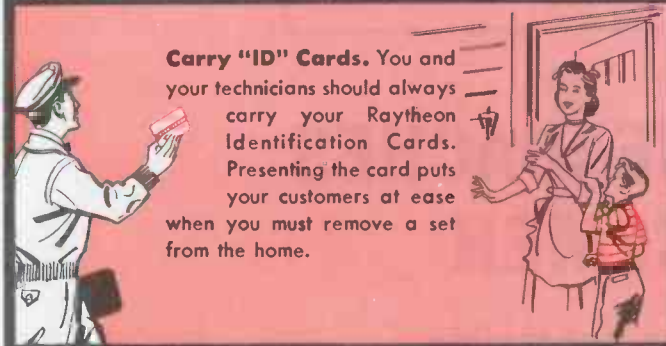 Carry “ID” Cards. You and
your technicians should always
carry your Raytheon
Identification Cards.
Presenting the card puts
your customers at ease
when you must remove a set
from the home.